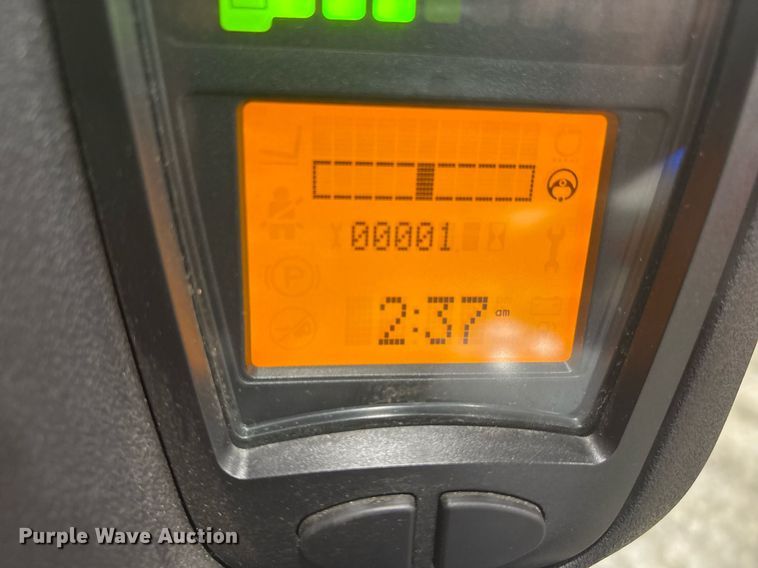 00001
2:37 am
Purple Wave Auction®